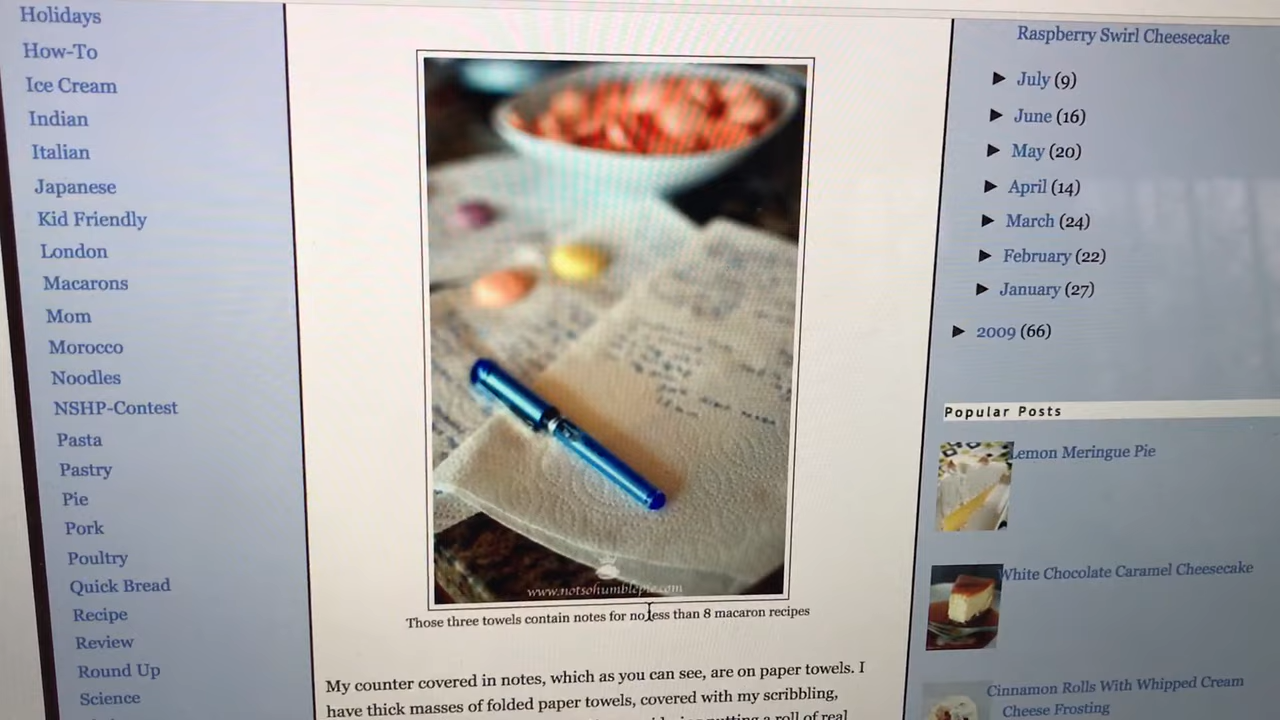 Holidays
How-To
Ice Cream
Indian
Italian
Japanese
Kid Friendly
London
Macarons
Mom
Morocco
Noodles
NSHP-Contest
Pasta
Pastry
Pie
Pork
Poultry
Quick Bread
Recipe
Review
Round Up
Science
www.notsohumblepie.com
Those three towels contain notes for no less than 8 macaron recipes
My counter covered in notes, which as you can see, are on paper towels. I
have thick masses of folded paper towels, covered with my scribbling,
putting a roll of real
Raspberry Swirl Cheesecake
► July (9)
► June (16)
► May (20)
► April (14)
► March (24)
► February (22)
► January (27)
► 2009 (66)
Popular Posts
Lemon Meringue Pie
White Chocolate Caramel Cheesecake
Cinnamon Rolls With Whipped Cream
Cheese Frosting